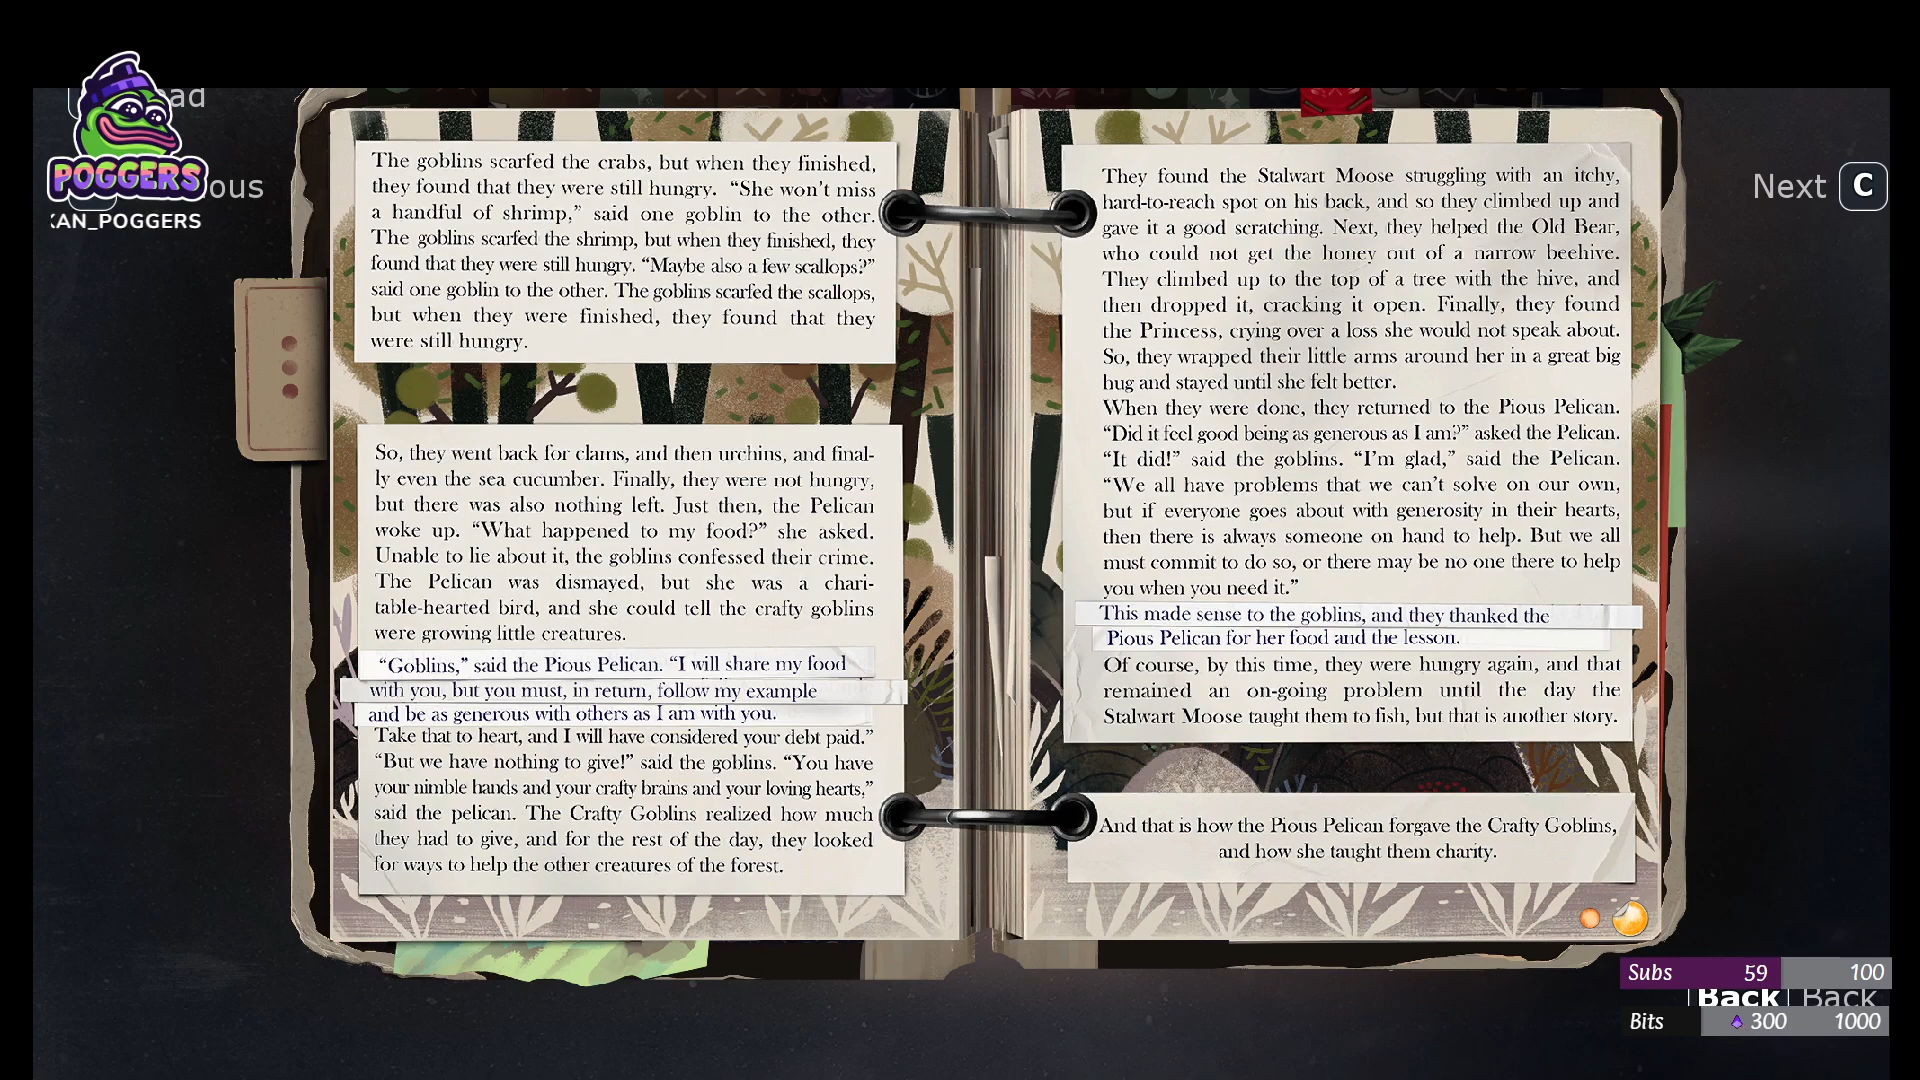 ad
POGGERS
ous
KAN_POGGERS
The goblins scarfed the crabs, but when they finished,
they found that they were still hungry. “She won’t miss
a handful of shrimp,” said one goblin to the other.
The goblins scarfed the shrimp, but when they finished, they
found that they were still hungry. “Maybe also a few scallops?”
said one goblin to the other. The goblins scarfed the scallops,
but when they were finished, they found that they
were still hungry.
So, they went back for clams, and then urchins, and final-
ly even the sea cucumber. Finally, they were not hungry,
but there was also nothing left. Just then, the Pelican
woke up. “What happened to my food?” she asked.
Unable to lie about it, the goblins confessed their crime.
The Pelican was dismayed, but she was a chari-
table-hearted bird, and she could tell the crafty goblins
were growing little creatures.
“Goblins,” said the Pious Pelican. “I will share my food
with you, but you must, in return, follow my example
and be as generous with others as I am with you.
Take that to heart, and I will have considered your debt paid.”
“But we have nothing to give!” said the goblins. “You have
your nimble hands and your crafty brains and your loving hearts,”
said the pelican. The Crafty Goblins realized how much
they had to give, and for the rest of the day, they looked
for ways to help the other creatures of the forest.
They found the Stalwart Moose struggling with an itchy,
hard-to-reach spot on his back, and so they climbed up and
gave it a good scratching. Next, they helped the Old Bear,
who could not get the honey out of a narrow beehive.
They climbed up to the top of a tree with the hive, and
then dropped it, cracking it open. Finally, they found
the Princess, crying over a loss she would not speak about.
So, they wrapped their little arms around her in a great big
hug and stayed until she felt better.
When they were done, they returned to the Pious Pelican.
“Did it feel good being as generous as I am?” asked the Pelican.
“It did!” said the goblins. “I’m glad,” said the Pelican.
“We all have problems that we can’t solve on our own,
but if everyone goes about with generosity in their hearts,
then there is always someone on hand to help. But we all
must commit to do so, or there may be no one there to help
you when you need it.”
This made sense to the goblins, and they thanked the
Pious Pelican for her food and the lesson.
Of course, by this time, they were hungry again, and that
remained an on-going problem until the day the
Stalwart Moose taught them to fish, but that is another story.
And that is how the Pious Pelican forgave the Crafty Goblins,
and how she taught them charity.
Next C
Subs 59 100
Back Back
Bits 300 1000